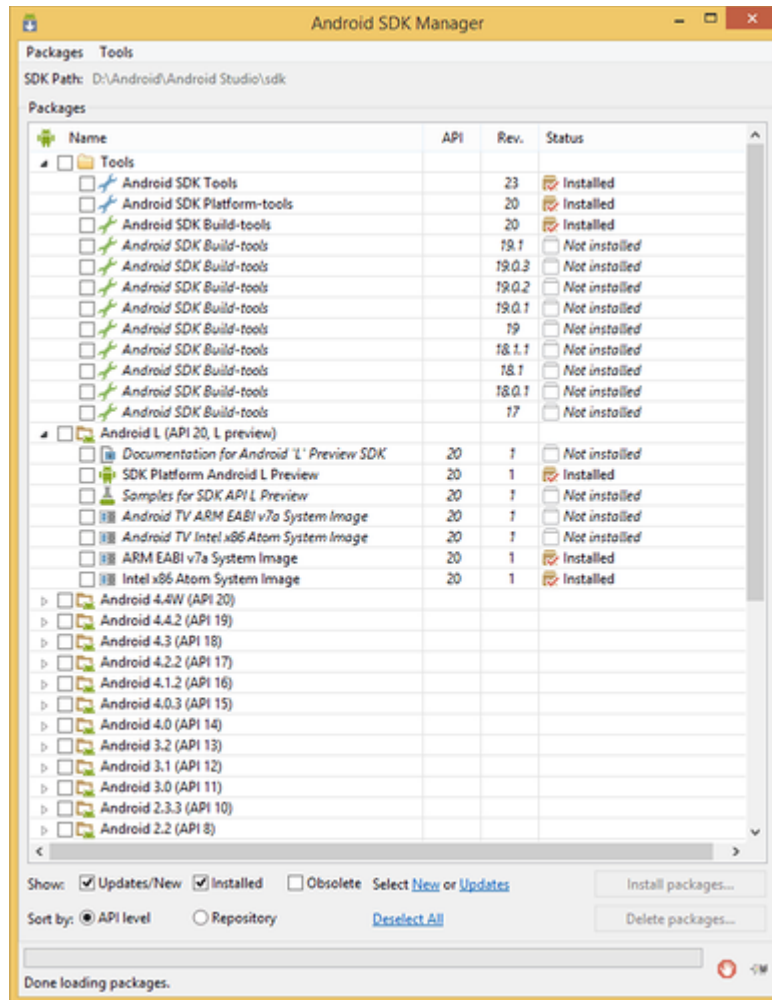 Android SDK Manager
Packages Tools
SDK Path: D:\Android\Android Studio\sdk
Packages
Name API Rev. Status
Tools
Android SDK Tools 23 Installed
Android SDK Platform-tools 20 Installed
Android SDK Build-tools 20 Installed
Android SDK Build-tools 19.1 Not installed
Android SDK Build-tools 19.0.3 Not installed
Android SDK Build-tools 19.0.2 Not installed
Android SDK Build-tools 19.0.1 Not installed
Android SDK Build-tools 19 Not installed
Android SDK Build-tools 18.1.1 Not installed
Android SDK Build-tools 18.1 Not installed
Android SDK Build-tools 18.0.1 Not installed
Android SDK Build-tools 17 Not installed
Android L (API 20, L preview)
Documentation for Android 'L' Preview SDK 20 1 Not installed
SDK Platform Android L Preview 20 1 Installed
Samples for SDK API L Preview 20 1 Not installed
Android TV ARM EABI v7a System Image 20 1 Not installed
Android TV Intel x86 Atom System Image 20 1 Not installed
ARM EABI v7a System Image 20 1 Installed
Intel x86 Atom System Image 20 1 Installed
Android 4.4W (API 20)
Android 4.4.2 (API 19)
Android 4.3 (API 18)
Android 4.2.2 (API 17)
Android 4.1.2 (API 16)
Android 4.0.3 (API 15)
Android 4.0 (API 14)
Android 3.2 (API 13)
Android 3.1 (API 12)
Android 3.0 (API 11)
Android 2.3.3 (API 10)
Android 2.2 (API 8)
Show: Updates/New Installed Obsolete Select New or Updates Install packages...
Sort by: API level Repository Deselect All Delete packages...
Done loading packages.